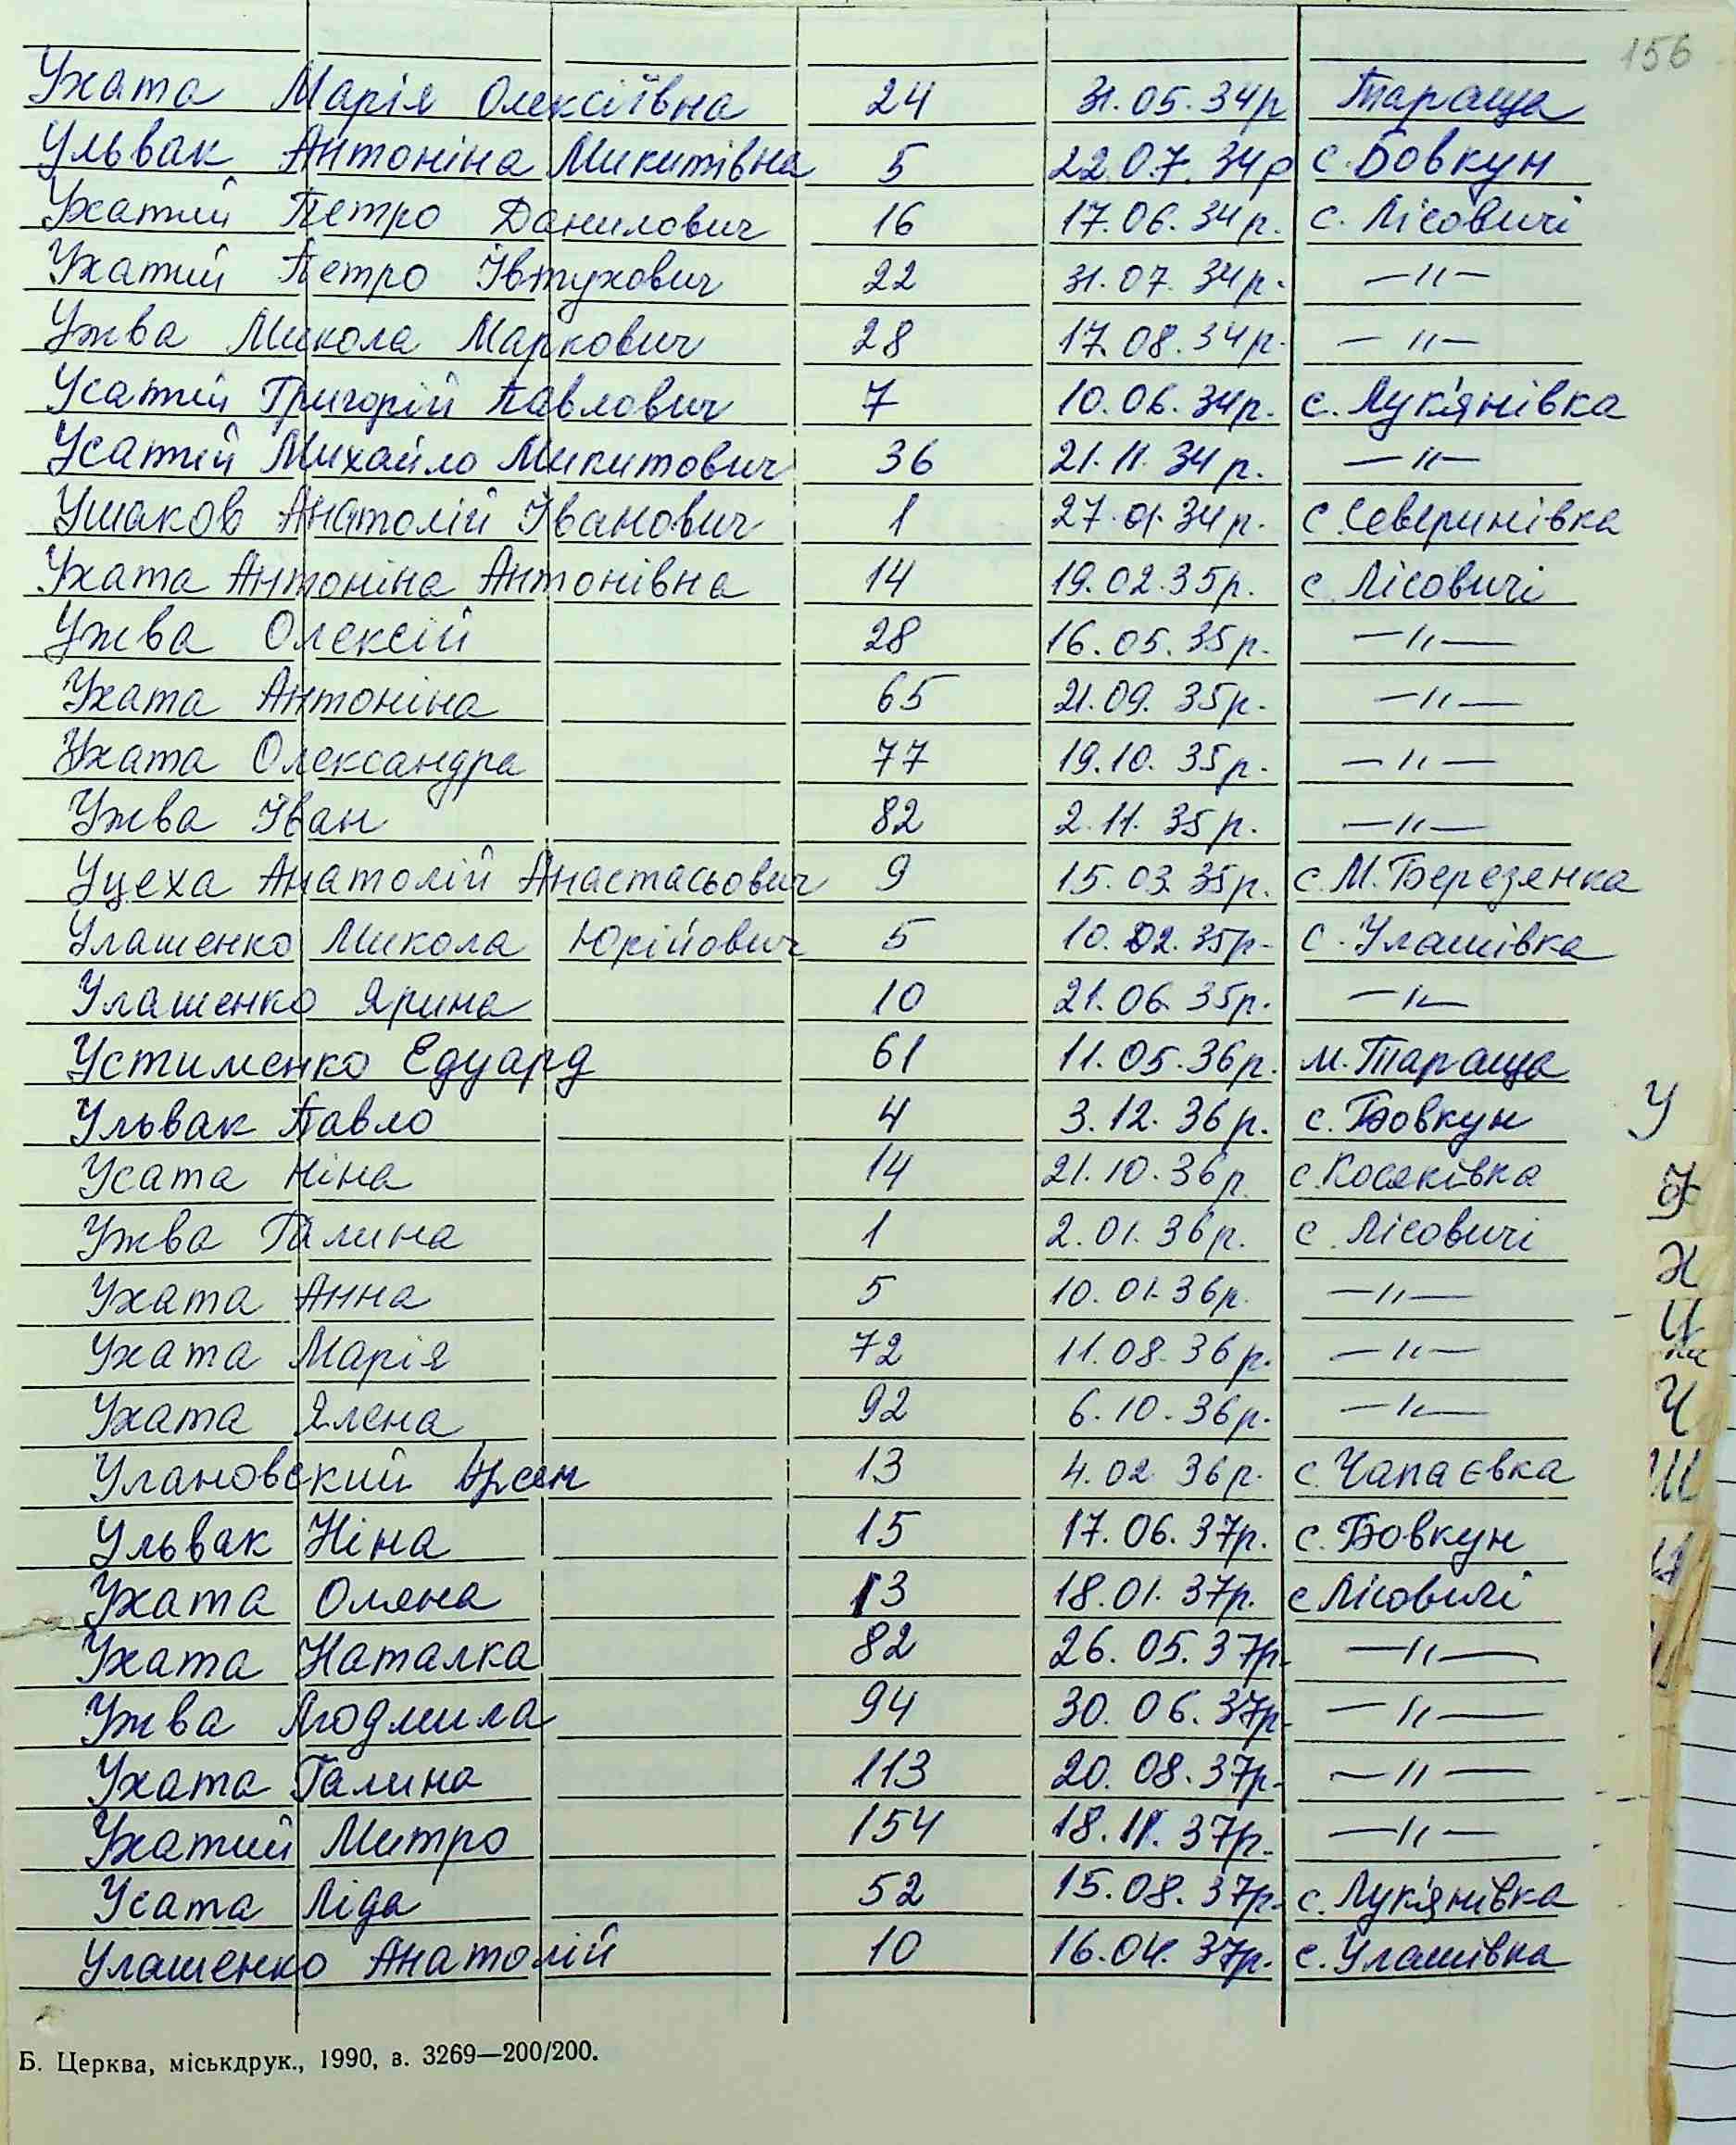 156
Ухата Марія Олексіївна 24 31.05.34р Тараща
Ульвак Антоніна Микитівна 5 22.07.34р с. Бовкун
Ухатий Петро Данилович 16 17.06.34р. с. Лісовичі
Ухатий Петро Івтухович 22 31.07.34р. —"—
Ужва Микола Маркович 28 17.08.34р. —"—
Усатий Григорій Павлович 7 10.06.34р. с. Лук'янівка
Усатий Михайло Микитович 36 21.11.34р. —"—
Ушаков Анатолій Іванович 1 27.01.34р. с Северинівка
Ухата Антоніна Антонівна 14 19.02.35р. с Лісовичі
Ужва Олексій 28 16.05.35р. —"—
Ухата Антоніна 65 21.09.35р. —"—
Ухата Олександра 77 19.10.35р. —"—
Ужва Іван 82 2.11.35р. —"—
Уцеха Анатолій Анастасьович 9 15.03.35р. с. М. Березянка
Улашенко Микола Юрійович 5 10.02.35р. с. Улашівка
Улашенко Ярина 10 21.06.35р. —"—
Устименко Едуард 61 11.05.36р. м. Тараща
Ульвак Павло 4 3.12.36р. с. Бовкун
У
Усата Ніна 14 21.10.36р. с. Косяківка
Ф
Ужва Галина 1 2.01.36р. с. Лісовичі
Х
Ухата Анна 5 10.01.36р. —"—
Ц
Ухата Марія 72 11.08.36р. —"—
Ухата Ялена 92 6.10.36р. —"—
Ч
Улановский 13 4.02.36р. с. Чапаєвка
Ш
Ульвак Ніна 15 17.06.37р. с. Бовкун
Ухата Оляна 13 18.01.37р. с Лісовичі
Ухата Наталка 82 26.05.37р. —"—
Ужва Людмила 94 30.06.37р. —"—
Ухата Галина 113 20.08.37р. —"—
Ухатий Митро 154 18.11.37р. —"—
Усата Ліда 52 15.08.37р. с. Лук'янівка
Улашенко Анатолій 10 16.04.37р. с. Улашівка
Б. Церква, міськдрук., 1990, з. 3269—200/200.